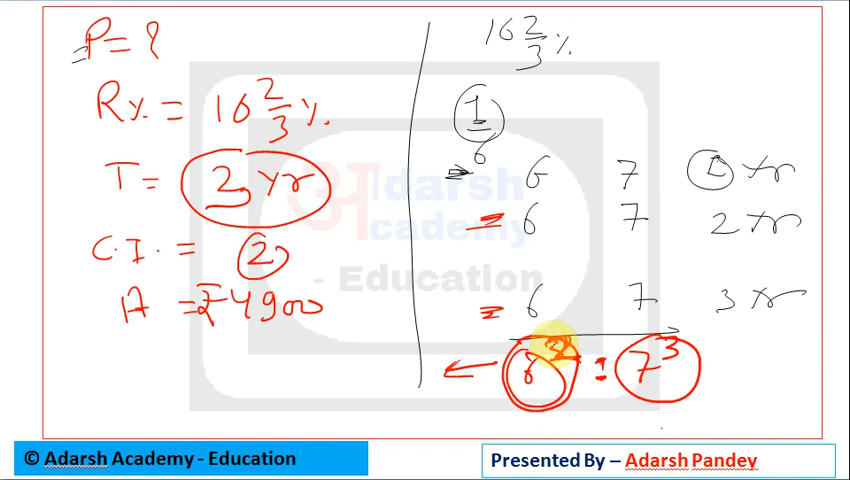 P = ?
R%. = 16 2/3 %.
T = 2 yr
C.I. = 2
A = ₹4900
16 2/3 %
1/6
6 7 1 yr
6 7 2 yr
6 7 3 yr
7³
अ Adarsh
Academy
- Education
© Adarsh Academy - Education
Presented By – Adarsh Pandey